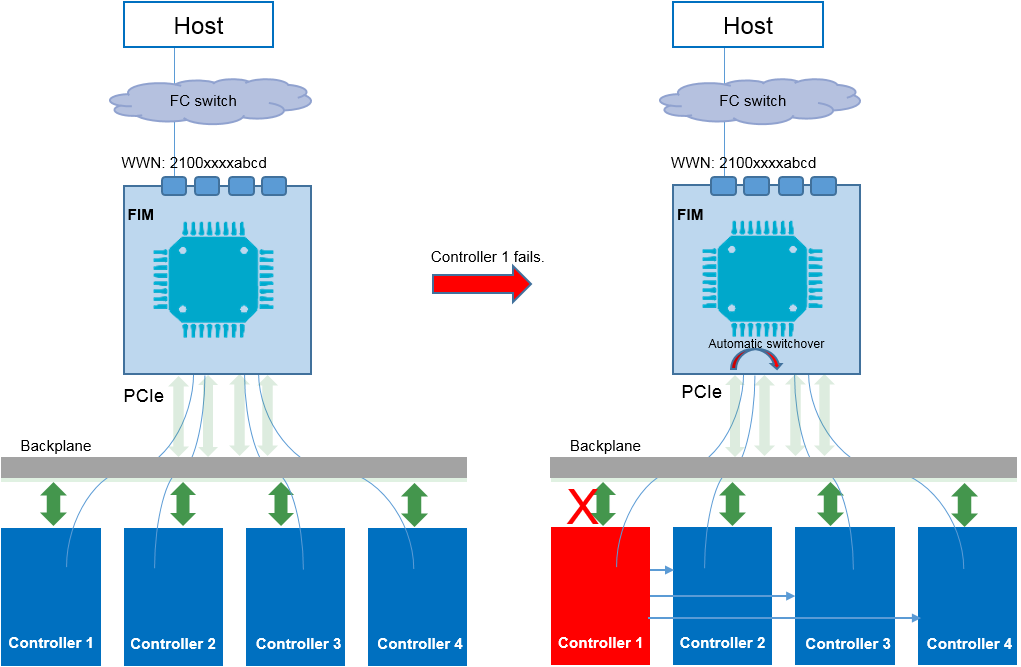 Host
FC switch
WWN: 2100xxxxabcd
FIM
PCIe
Backplane
Controller 1
Controller 2
Controller 3
Controller 4
Controller 1 fails.
Host
FC switch
WWN: 2100xxxxabcd
FIM
Automatic switchover
PCIe
Backplane
X
Controller 1
Controller 2
Controller 3
Controller 4